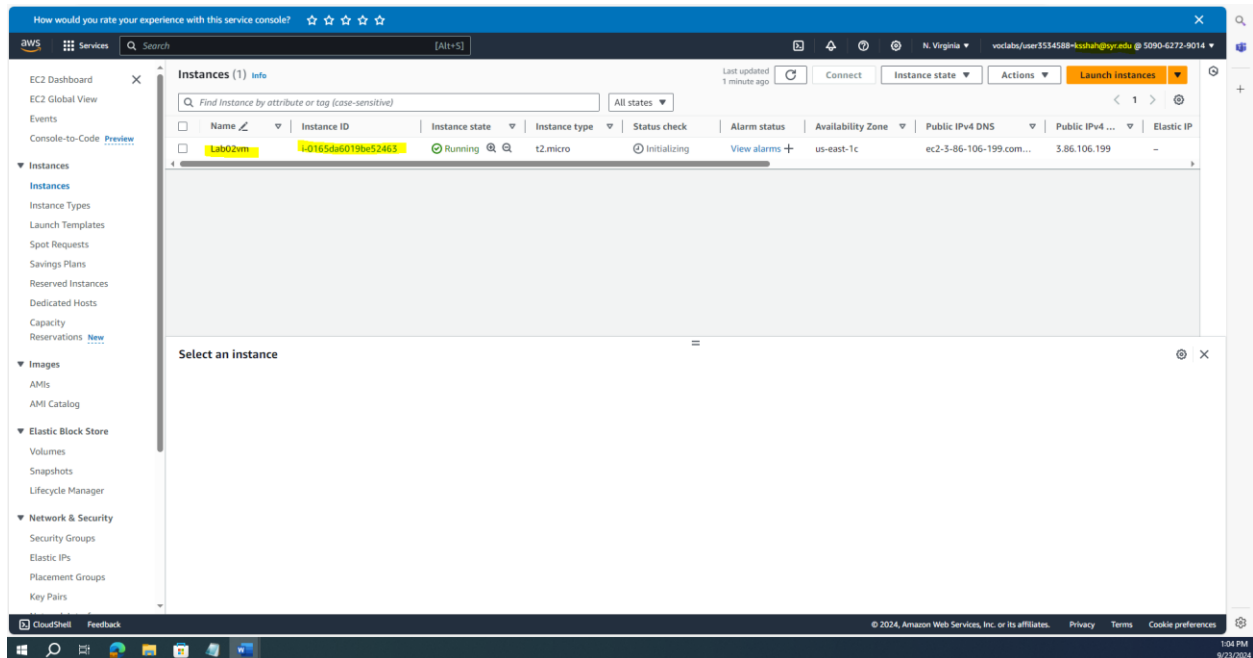 How would you rate your experience with this service console?
aws Services Search [Alt+S] N. Virginia voclabs/user3534588=ksshah@syr.edu @ 5090-6272-9014
EC2 Dashboard
EC2 Global View
Events
Console-to-Code Preview
Instances
Instances
Instance Types
Launch Templates
Spot Requests
Savings Plans
Reserved Instances
Dedicated Hosts
Capacity
Reservations New
Images
AMIs
AMI Catalog
Elastic Block Store
Volumes
Snapshots
Lifecycle Manager
Network & Security
Security Groups
Elastic IPs
Placement Groups
Key Pairs
Instances (1) Info
Last updated
1 minute ago
Connect Instance state Actions Launch instances
Find Instance by attribute or tag (case-sensitive) All states 1
Name Instance ID Instance state Instance type Status check Alarm status Availability Zone Public IPv4 DNS Public IPv4 ... Elastic IP
Lab02vm i-0165da6019be52463 Running t2.micro Initializing View alarms + us-east-1c ec2-3-86-106-199.com... 3.86.106.199 –
Select an instance
CloudShell Feedback © 2024, Amazon Web Services, Inc. or its affiliates. Privacy Terms Cookie preferences
1:04 PM
9/23/2024